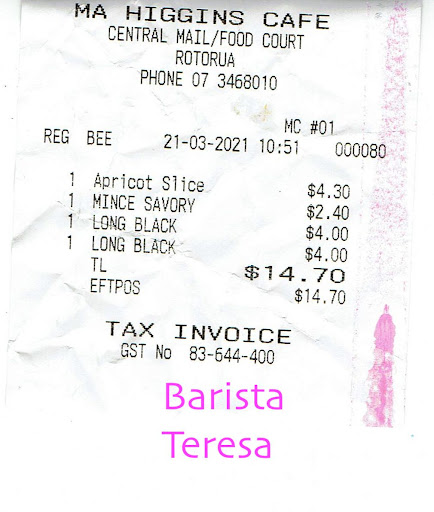 MA HIGGINS CAFE
CENTRAL MAIL/FOOD COURT
ROTORUA
PHONE 07 3468010
MC #01
REG BEE 21-03-2021 10:51 000080
1 Apricot Slice $4.30
1 MINCE SAVORY $2.40
1 LONG BLACK $4.00
1 LONG BLACK $4.00
TL $14.70
EFTPOS $14.70
TAX INVOICE
GST No 83-644-400
Barista
Teresa